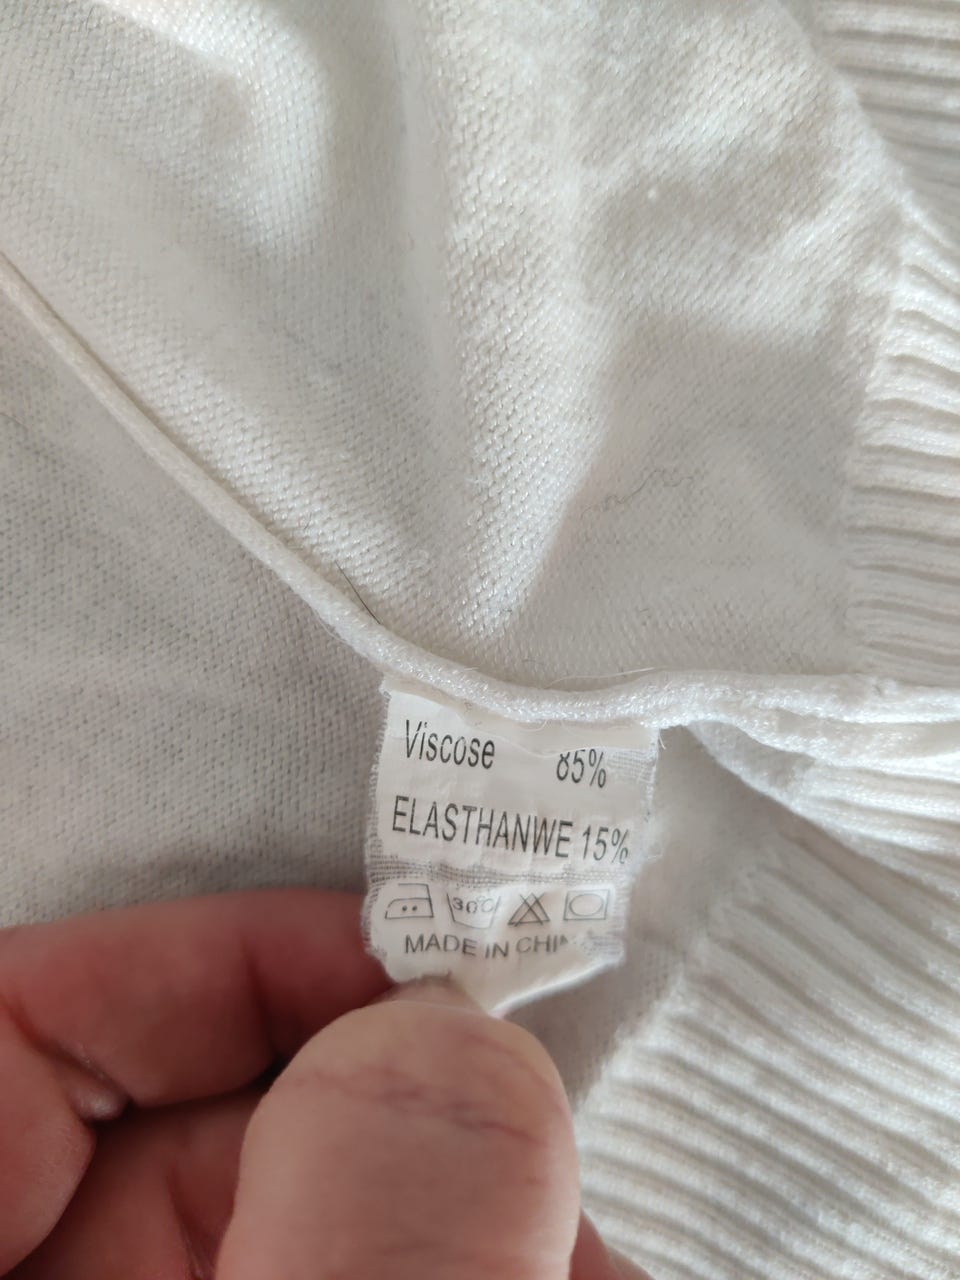 Viscose 85%
ELASTHANWE 15%
30°C
MADE IN CHIN